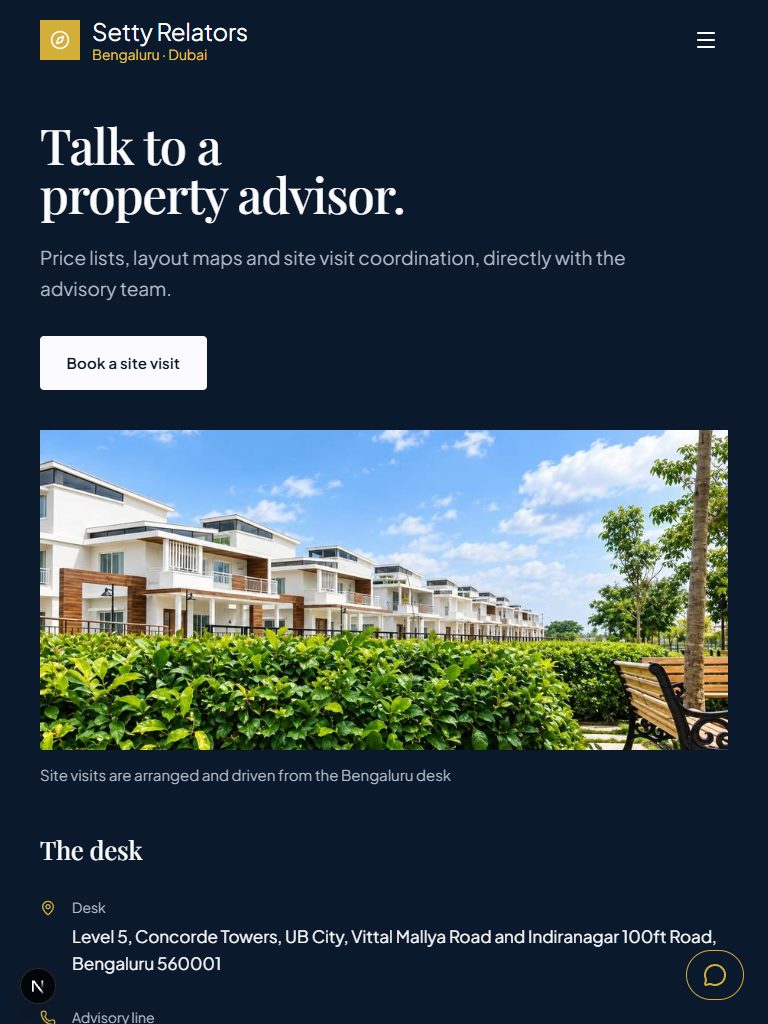 Setty Relators
Bengaluru · Dubai
Talk to a
property advisor.
Price lists, layout maps and site visit coordination, directly with the
advisory team.
Book a site visit
Site visits are arranged and driven from the Bengaluru desk
The desk
Desk
Level 5, Concorde Towers, UB City, Vittal Mallya Road and Indiranagar 100ft Road,
Bengaluru 560001
N
Advisory line